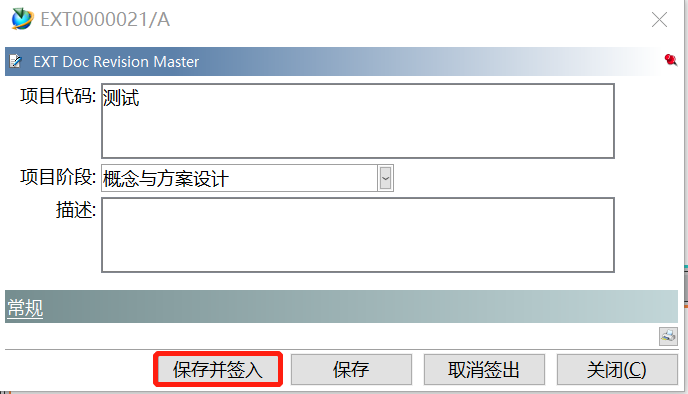 EXT0000021/A
EXT Doc Revision Master
项目代码: 测试
项目阶段: 概念与方案设计
描述:
常规
保存并签入 保存 取消签出 关闭(C)